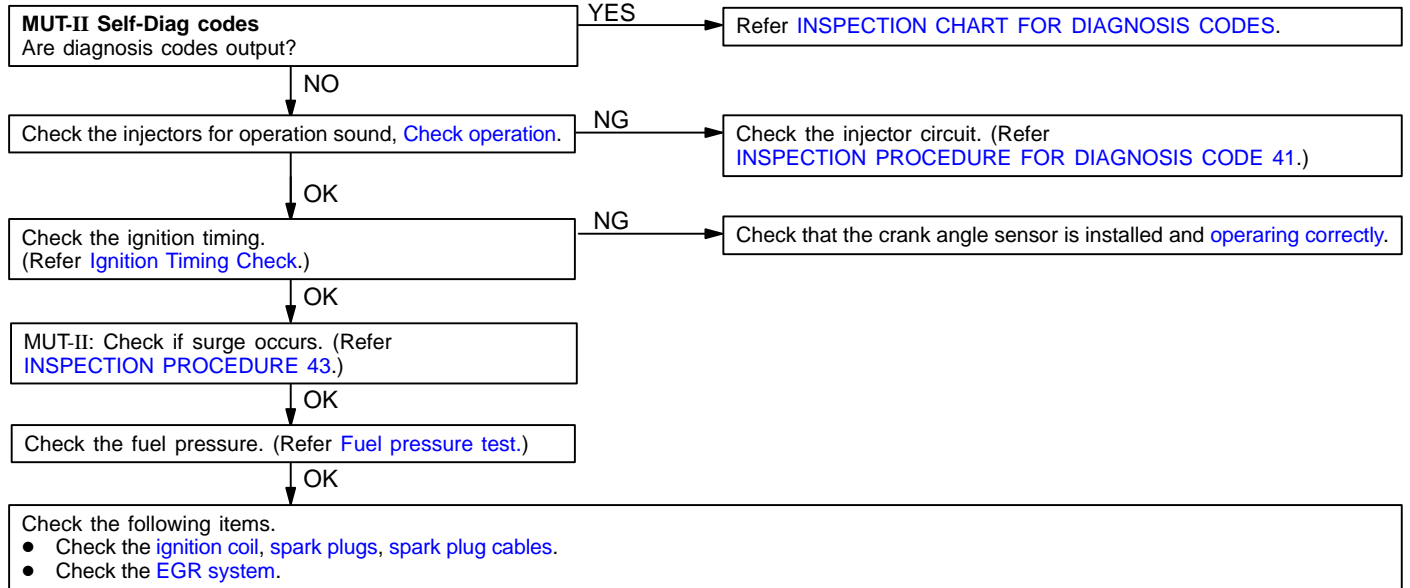 MUT-II Self-Diag codes
Are diagnosis codes output?
YES
Refer INSPECTION CHART FOR DIAGNOSIS CODES.
NO
Check the injectors for operation sound, Check operation.
NG
Check the injector circuit. (Refer
INSPECTION PROCEDURE FOR DIAGNOSIS CODE 41.)
OK
Check the ignition timing.
(Refer Ignition Timing Check.)
NG
Check that the crank angle sensor is installed and operaring correctly.
OK
MUT-II: Check if surge occurs. (Refer
INSPECTION PROCEDURE 43.)
OK
Check the fuel pressure. (Refer Fuel pressure test.)
OK
Check the following items.
● Check the ignition coil, spark plugs, spark plug cables.
● Check the EGR system.